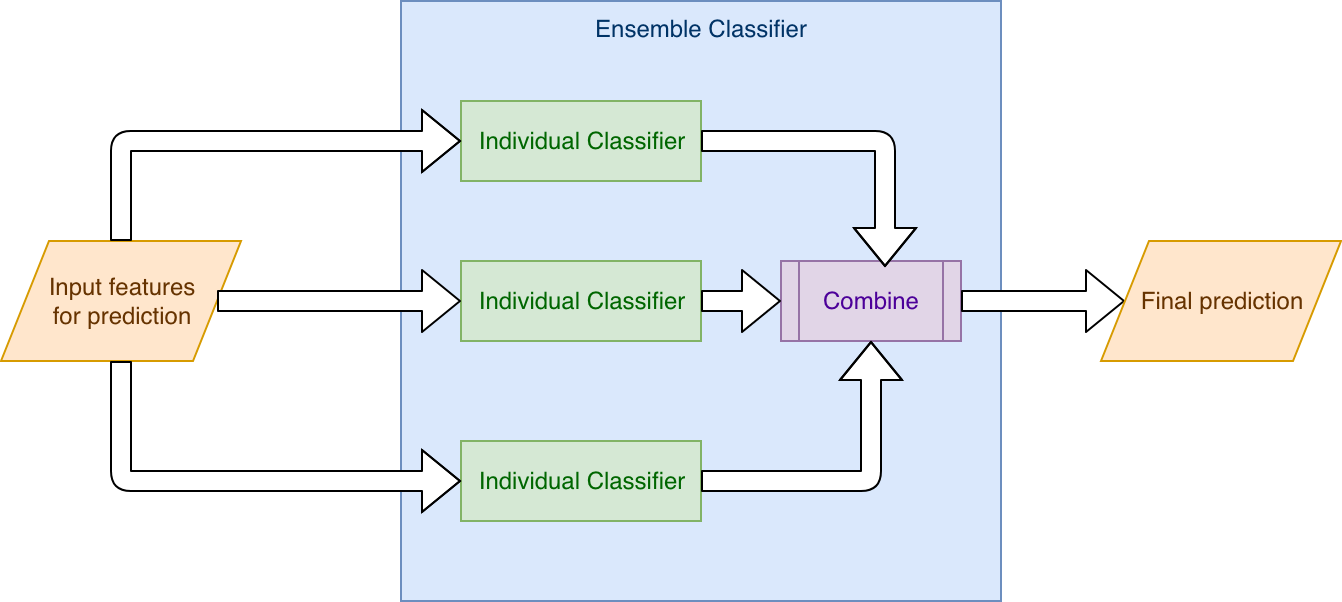 Ensemble Classifier
Individual Classifier
Input features
for prediction
Individual Classifier
Combine
Final prediction
Individual Classifier